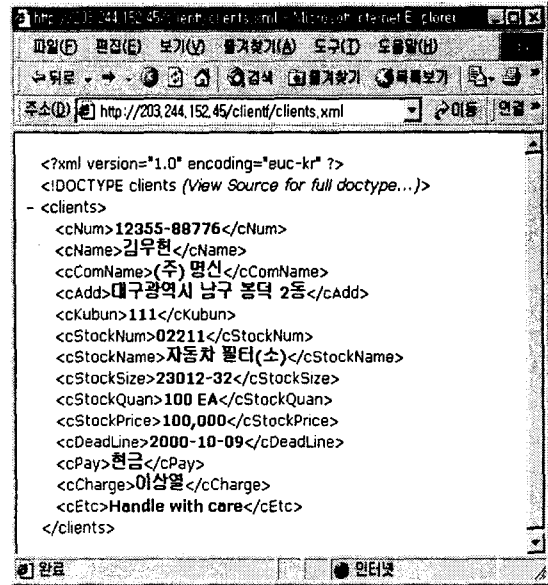 http://203.244.152.45/clientf/clients.xml - Microsoft Internet Explorer
파일(F) 편집(E) 보기(V) 즐겨찾기(A) 도구(T) 도움말(H)
뒤로 검색 즐겨찾기 목록보기
주소(D) http://203.244.152.45/clientf/clients.xml 이동 연결 »
<?xml version="1.0" encoding="euc-kr" ?>
<!DOCTYPE clients (View Source for full doctype...)>
- <clients>
<cNum>12355-88776</cNum>
<cName>김우현</cName>
<cComName>(주) 명신</cComName>
<cAdd>대구광역시 남구 봉덕 2동</cAdd>
<cKubun>111</cKubun>
<cStockNum>02211</cStockNum>
<cStockName>자동차 필터(소)</cStockName>
<cStockSize>23012-32</cStockSize>
<cStockQuan>100 EA</cStockQuan>
<cStockPrice>100,000</cStockPrice>
<cDeadLine>2000-10-09</cDeadLine>
<cPay>현금</cPay>
<cCharge>이상열</cCharge>
<cEtc>Handle with care</cEtc>
</clients>
완료 인터넷